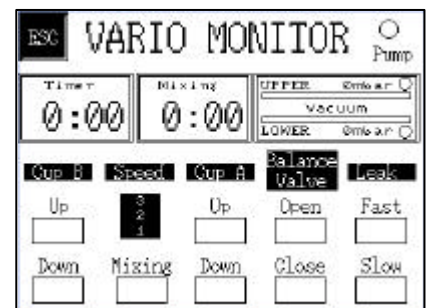 ESC VARIO MONITOR Pump
Timer Mixing UPPER 0mbar
0:00 0:00 vacuum
LOWER 0mbar
Cup B Speed Cup A Balance Valve Leak
Up 3 Up Open Fast
2
1
Down Mixing Down Close Slow